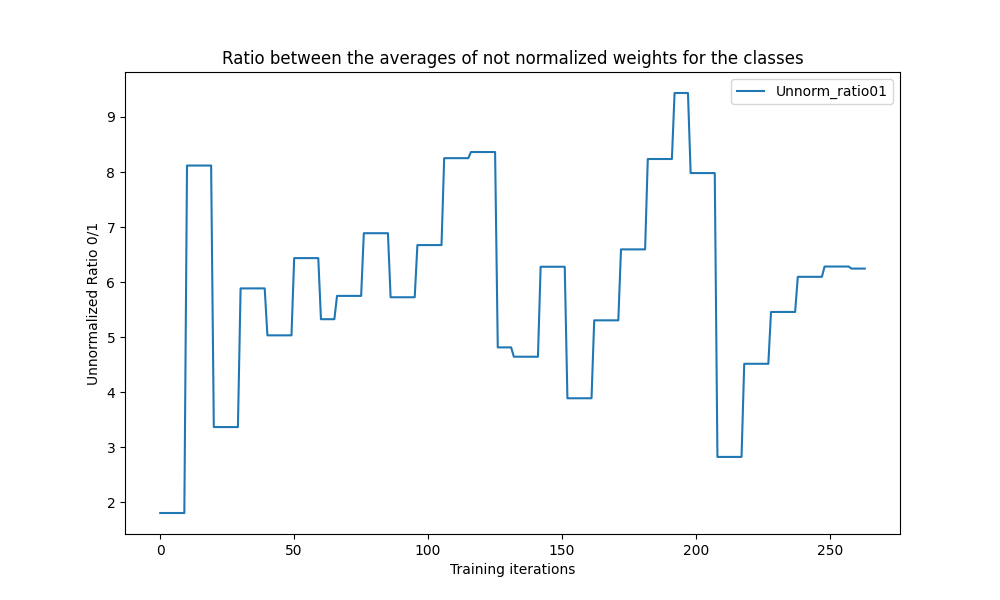 Ratio between the averages of not normalized weights for the classes
Unnorm_ratio01
Unnormalized Ratio 0/1
9
8
7
6
5
4
3
2
0 50 100 150 200 250
Training iterations